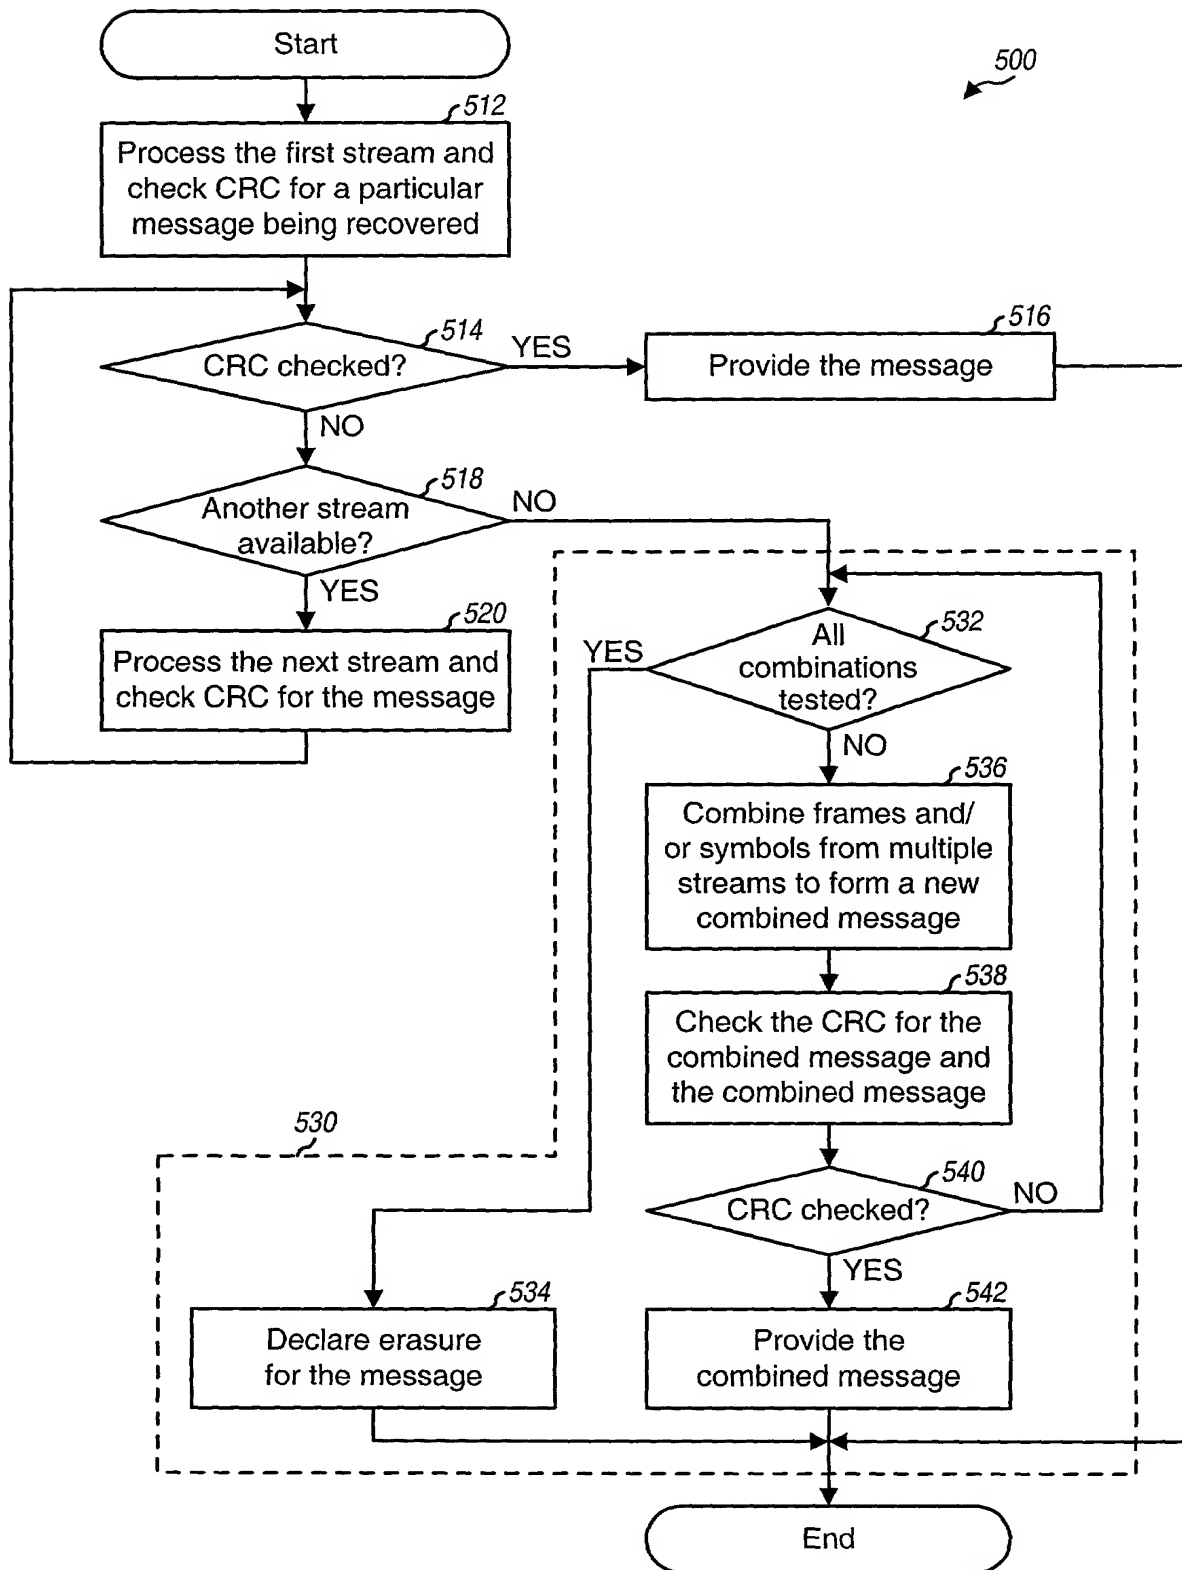 Start
500
512
Process the first stream and
check CRC for a particular
message being recovered
514
CRC checked?
YES
NO
516
Provide the message
518
Another stream
available?
NO
YES
520
Process the next stream and
check CRC for the message
532
All
combinations
tested?
YES
NO
536
Combine frames and/
or symbols from multiple
streams to form a new
combined message
538
Check the CRC for the
combined message and
the combined message
530
540
CRC checked?
NO
YES
534
Declare erasure
for the message
542
Provide the
combined message
End